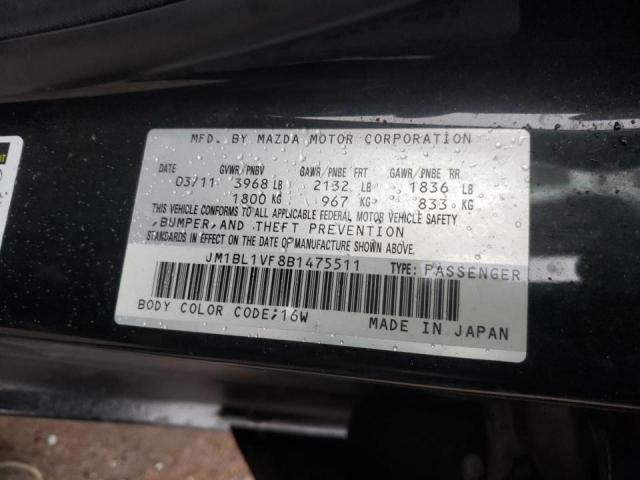 MFD. BY MAZDA MOTOR CORPORATION
DATE GVWR/PNBV GAWR/PNBE FRT GAWR/PNBE RR
03/11 3968 LB 2132 LB 1836 LB
1800 KG 967 KG 833 KG
THIS VEHICLE CONFORMS TO ALL APPLICABLE FEDERAL MOTOR VEHICLE SAFETY
,BUMPER,AND THEFT PREVENTION
STANDARDS IN EFFECT ON THE DATE OF MANUFACTURE SHOWN ABOVE.
JM1BL1VF8B1475511 TYPE: PASSENGER
BODY COLOR CODE;16W MADE IN JAPAN